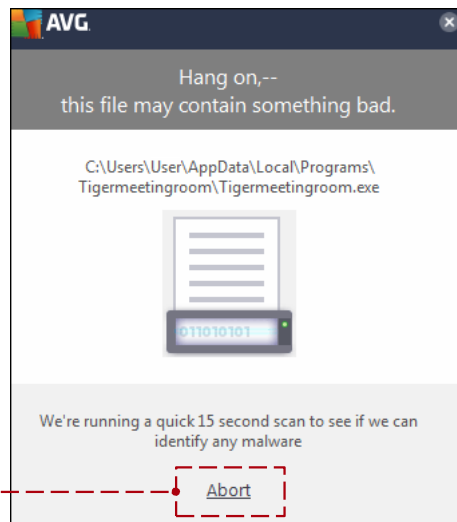 AVG.
Hang on,--
this file may contain something bad.
C:\Users\User\AppData\Local\Programs\
Tigermeetingroom\Tigermeetingroom.exe
011010101
We're running a quick 15 second scan to see if we can
identify any malware
Abort